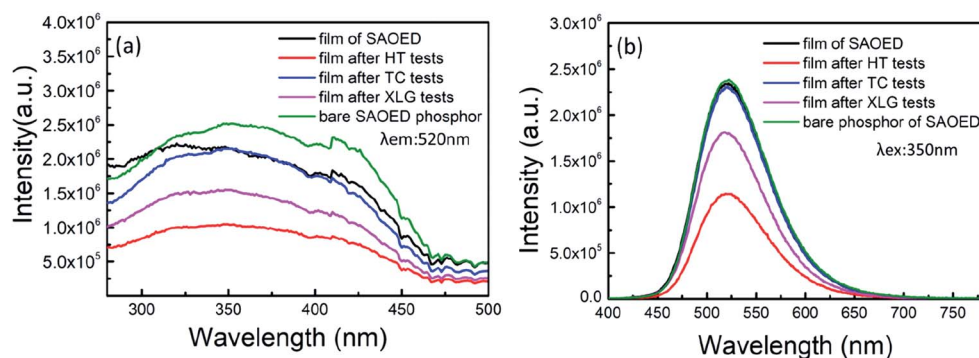 (a)
film of SAOED
film after HT tests
film after TC tests
film after XLG tests
bare SAOED phosphor
λem:520nm
4.0x10⁶
3.5x10⁶
3.0x10⁶
2.5x10⁶
2.0x10⁶
1.5x10⁶
1.0x10⁶
5.0x10⁵
Intensity(a.u.)
300 350 400 450 500
Wavelength (nm)
(b)
film of SAOED
film after HT tests
film after TC tests
film after XLG tests
bare phosphor of SAOED
λex:350nm
3.0x10⁶
2.5x10⁶
2.0x10⁶
1.5x10⁶
1.0x10⁶
5.0x10⁵
0.0
Intensity (a.u.)
400 450 500 550 600 650 700 750
Wavelength (nm)